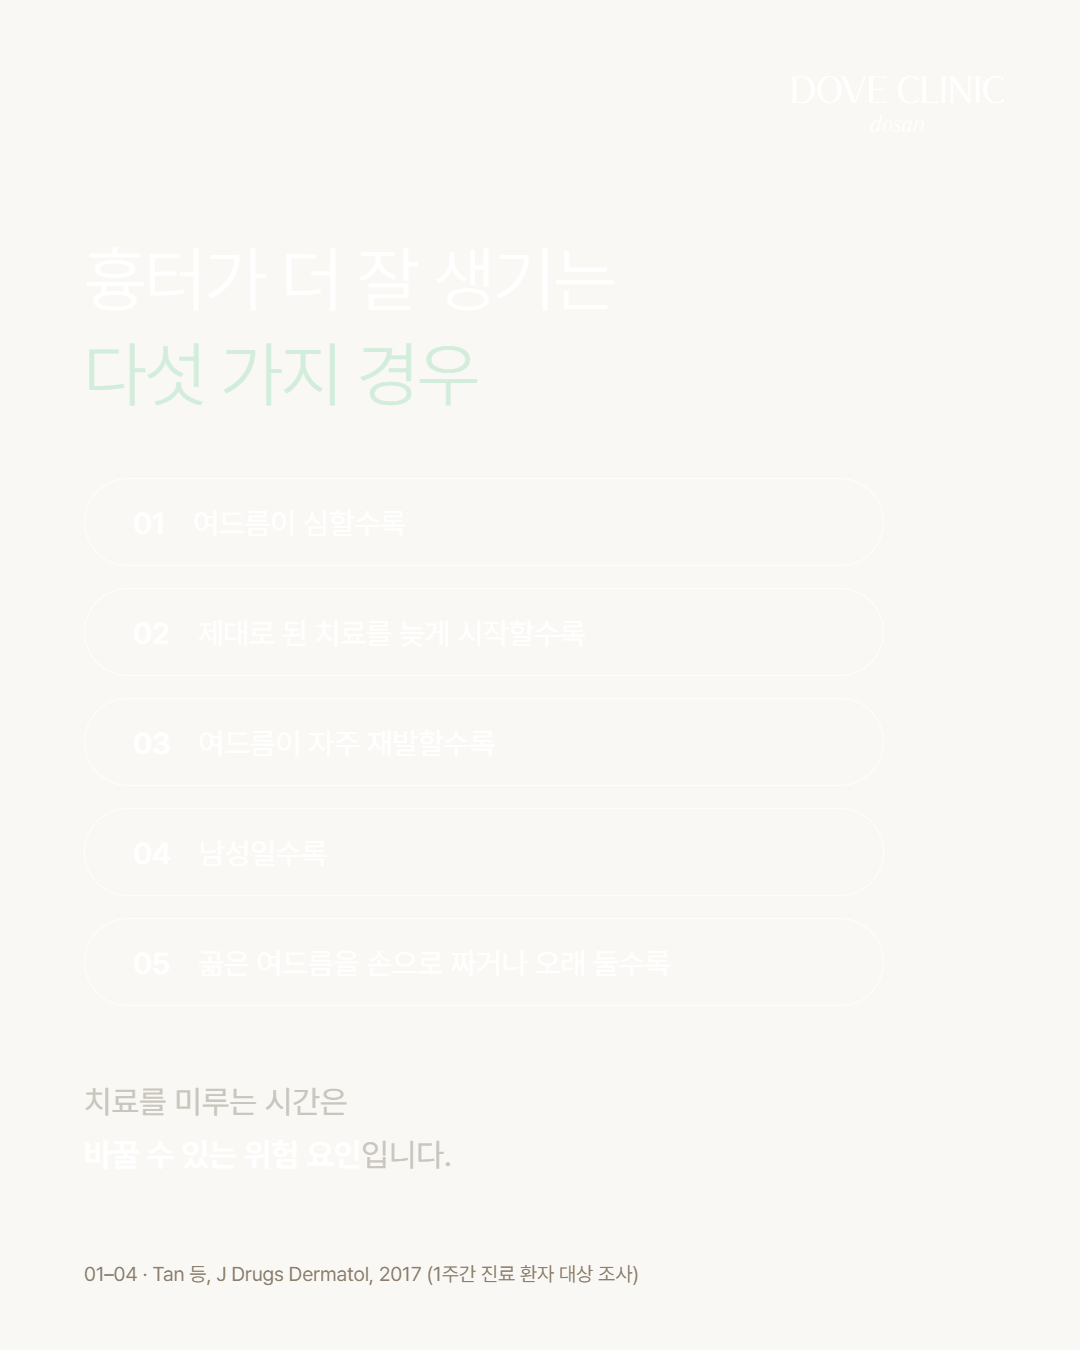 DOVE CLINIC
dosan
흉터가 더 잘 생기는
다섯 가지 경우
01 여드름이 심할수록
02 제대로 된 치료를 늦게 시작할수록
03 여드름이 자주 재발할수록
04 남성일수록
05 곪은 여드름을 손으로 짜거나 오래 둘수록
치료를 미루는 시간은
바꿀 수 있는 위험 요인입니다.
01–04 · Tan 등, J Drugs Dermatol, 2017 (1주간 진료 환자 대상 조사)